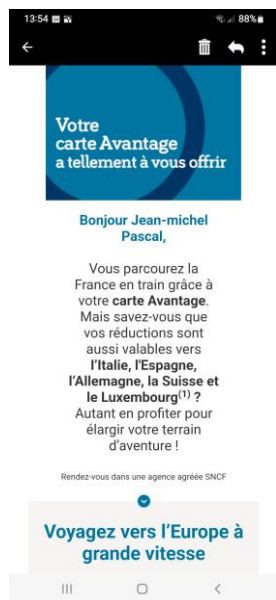 13:54
88%
Votre
carte Avantage
a tellement à vous offrir
Bonjour Jean-michel
Pascal,
Vous parcourez la
France en train grâce à
votre carte Avantage.
Mais savez-vous que
vos réductions sont
aussi valables vers
l'Italie, l'Espagne,
l'Allemagne, la Suisse et
le Luxembourg(1) ?
Autant en profiter pour
élargir votre terrain
d'aventure !
Rendez-vous dans une agence agréée SNCF
Voyagez vers l'Europe à
grande vitesse